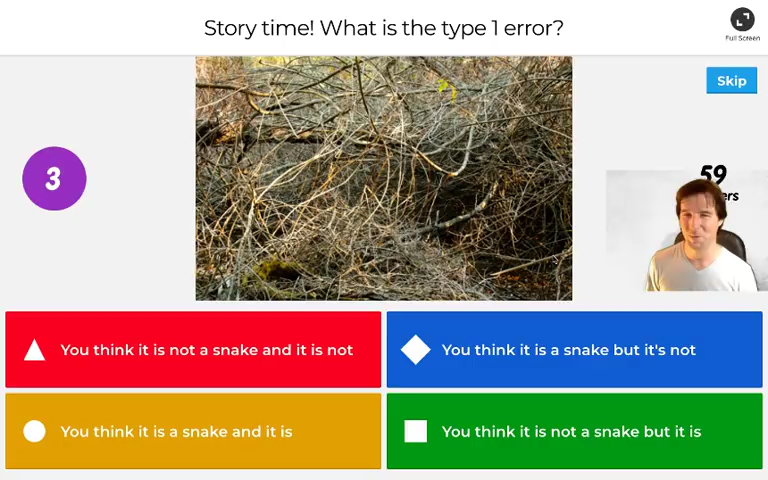 Story time! What is the type 1 error?
Full Screen
Skip
3
59
ers
You think it is not a snake and it is not
You think it is a snake but it's not
You think it is a snake and it is
You think it is not a snake but it is